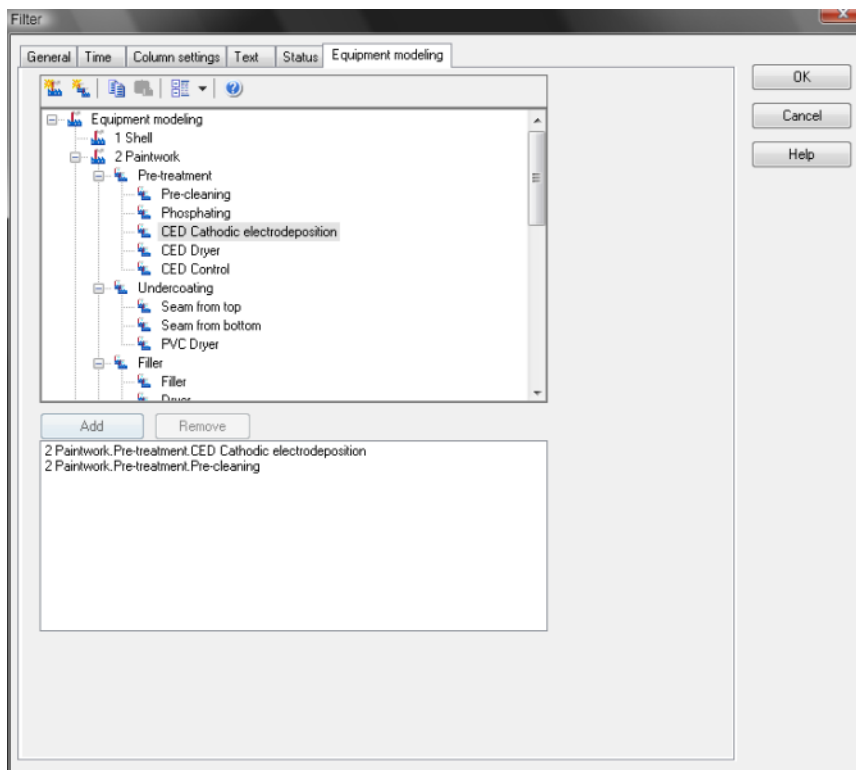 Filter
General Time Column settings Text Status Equipment modeling
OK
Cancel
Help
Equipment modeling
1 Shell
2 Paintwork
Pre-treatment
Pre-cleaning
Phosphating
CED Cathodic electrodeposition
CED Dryer
CED Control
Undercoating
Seam from top
Seam from bottom
PVC Dryer
Filler
Filler
Dryer
Add Remove
2 Paintwork.Pre-treatment.CED Cathodic electrodeposition
2 Paintwork.Pre-treatment.Pre-cleaning